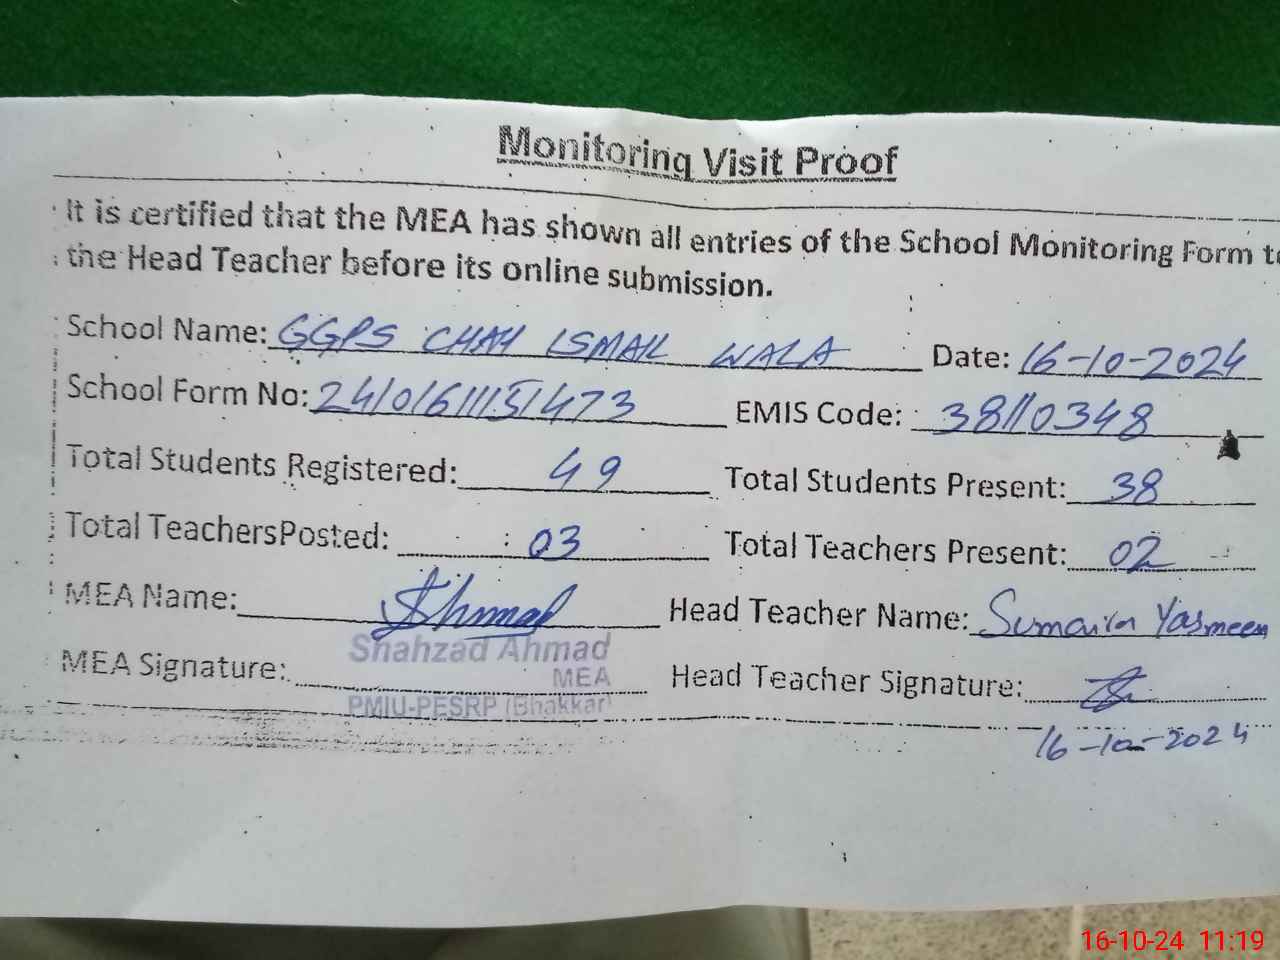 Monitoring Visit Proof
It is certified that the MEA has shown all entries of the School Monitoring Form to
the Head Teacher before its online submission.
School Name: GGPS CHAH ISMAIL WALA Date: 16-10-2024
School Form No: EMIS Code: 38110348
Total Students Registered: 49 Total Students Present: 38
Total TeachersPosted: 03 Total Teachers Present: 02
MEA Name: Head Teacher Name: Sumaira Yasmeen
Shahzad Ahmad
MEA Signature: MEA Head Teacher Signature:
PMIU-PESRP (Bhakkar)
16-10-2024
16-10-24 11:19